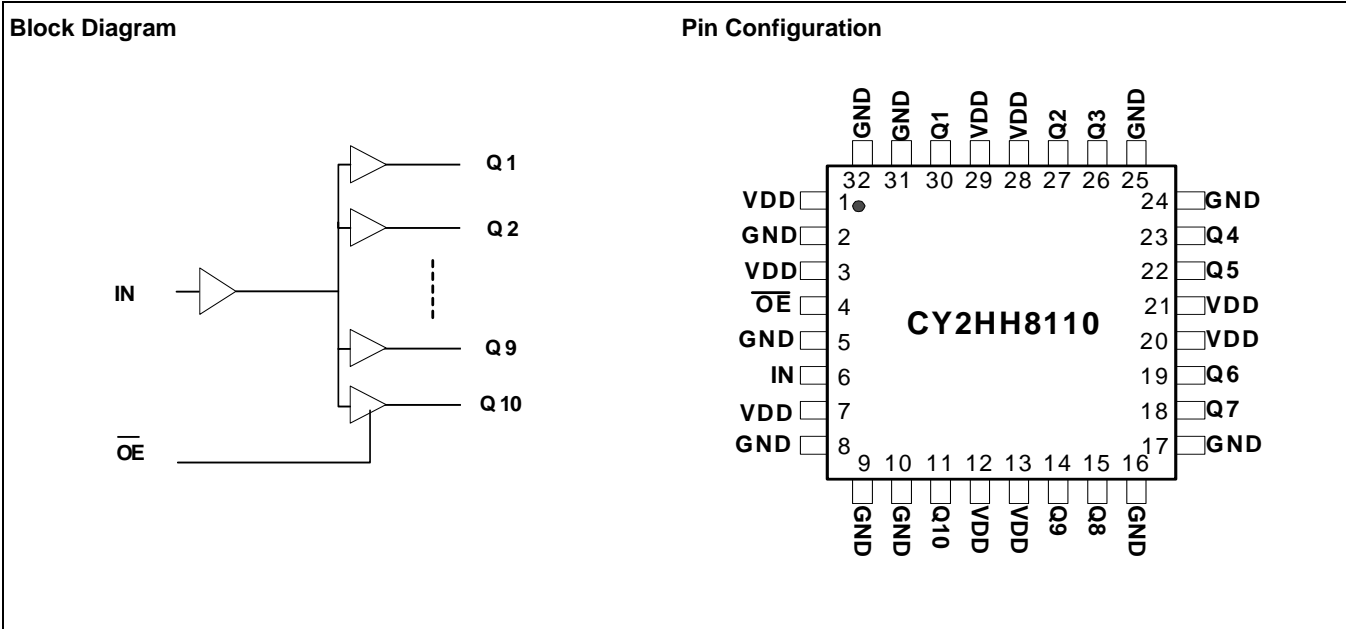 Block Diagram
Pin Configuration
IN
OE
Q1
Q2
Q9
Q10
GND
GND
Q1
VDD
VDD
Q2
Q3
GND
32 31 30 29 28 27 26 25
VDD 1
GND 2
VDD 3
OE 4
GND 5
IN 6
VDD 7
GND 8
CY2HH8110
24 GND
23 Q4
22 Q5
21 VDD
20 VDD
19 Q6
18 Q7
17 GND
9 10 11 12 13 14 15 16
GND
GND
Q10
VDD
VDD
Q9
Q8
GND